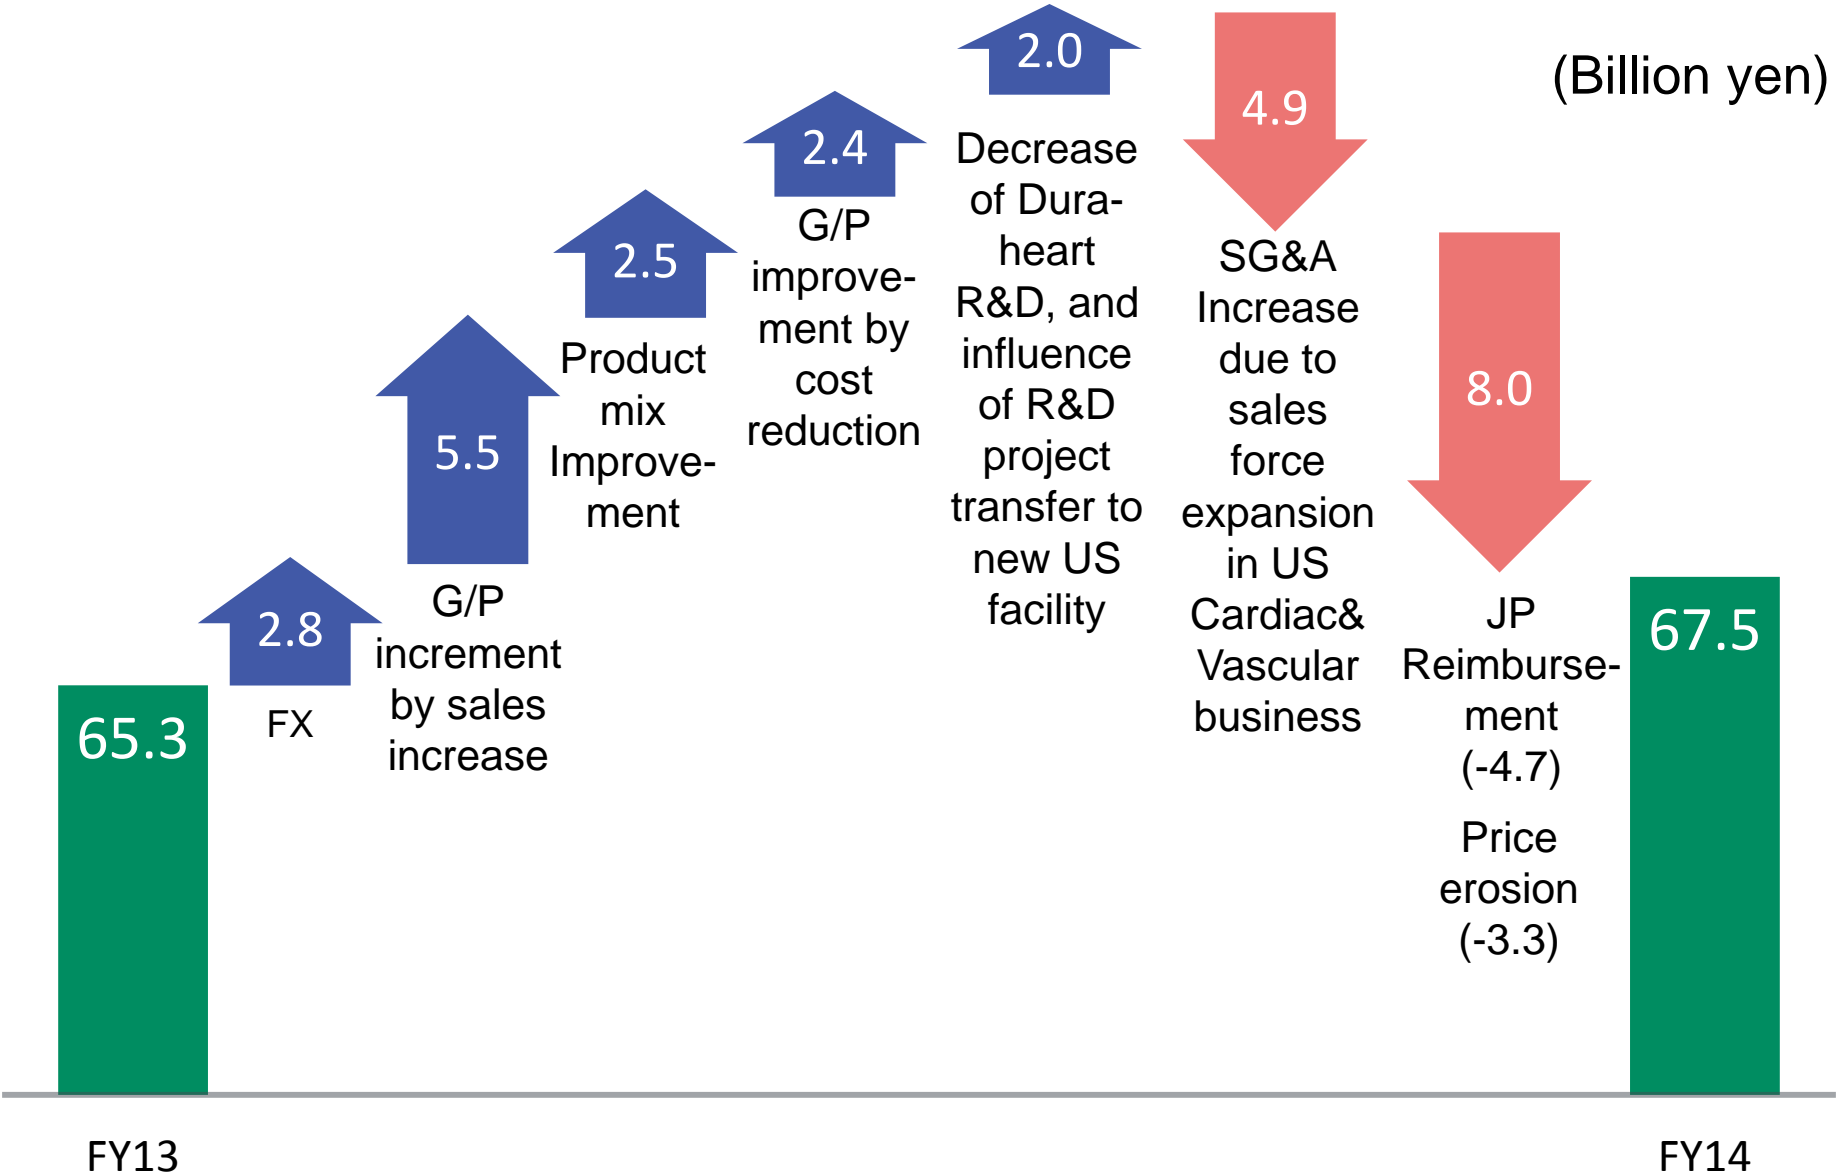 (Billion yen)
65.3
FY13
2.8
FX
5.5
G/P
increment
by sales
increase
2.5
Product
mix
Improve-
ment
2.4
G/P
improve-
ment by
cost
reduction
2.0
Decrease
of Dura-
heart
R&D, and
influence
of R&D
project
transfer to
new US
facility
4.9
SG&A
Increase
due to
sales
force
expansion
in US
Cardiac&
Vascular
business
8.0
JP
Reimburse-
ment
(-4.7)
Price
erosion
(-3.3)
67.5
FY14